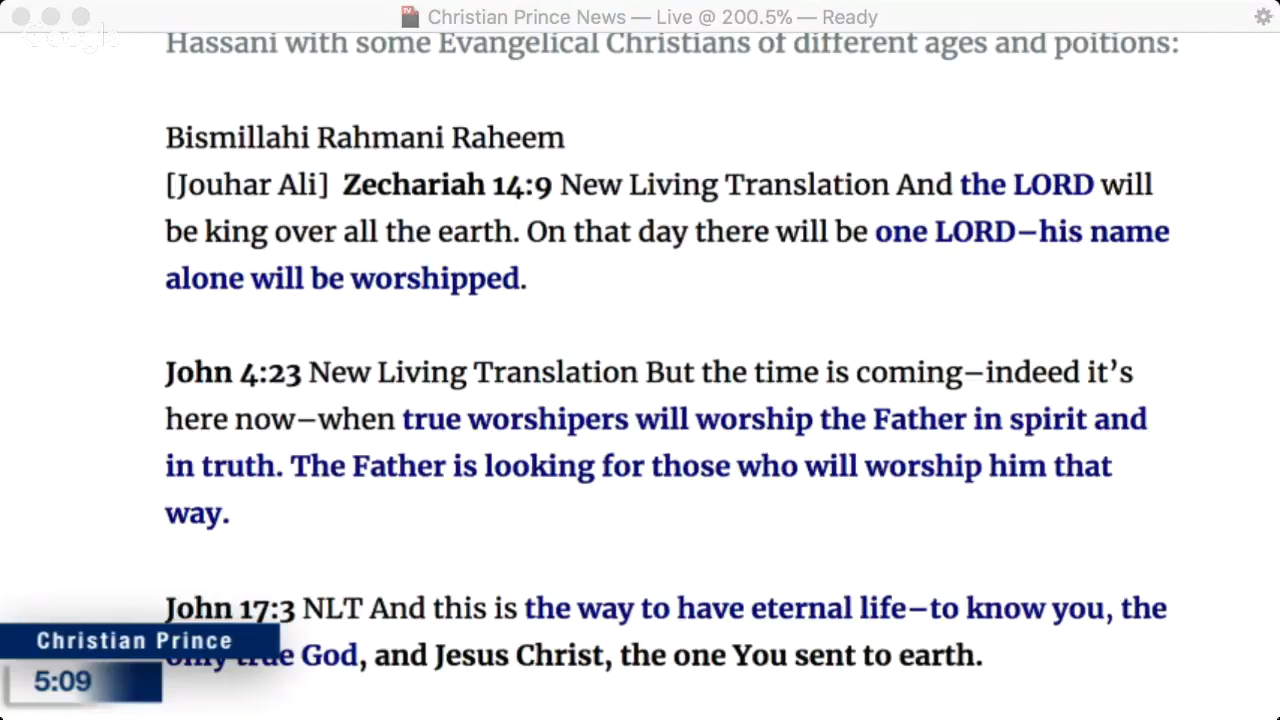 Christian Prince News — Live @ 200.5% — Ready
Google
Hassani with some Evangelical Christians of different ages and poitions:
Bismillahi Rahmani Raheem
[Jouhar Ali] Zechariah 14:9 New Living Translation And the LORD will
be king over all the earth. On that day there will be one LORD–his name
alone will be worshipped.
John 4:23 New Living Translation But the time is coming–indeed it’s
here now–when true worshipers will worship the Father in spirit and
in truth. The Father is looking for those who will worship him that
way.
John 17:3 NLT And this is the way to have eternal life–to know you, the
only true God, and Jesus Christ, the one You sent to earth.
Christian Prince
5:09